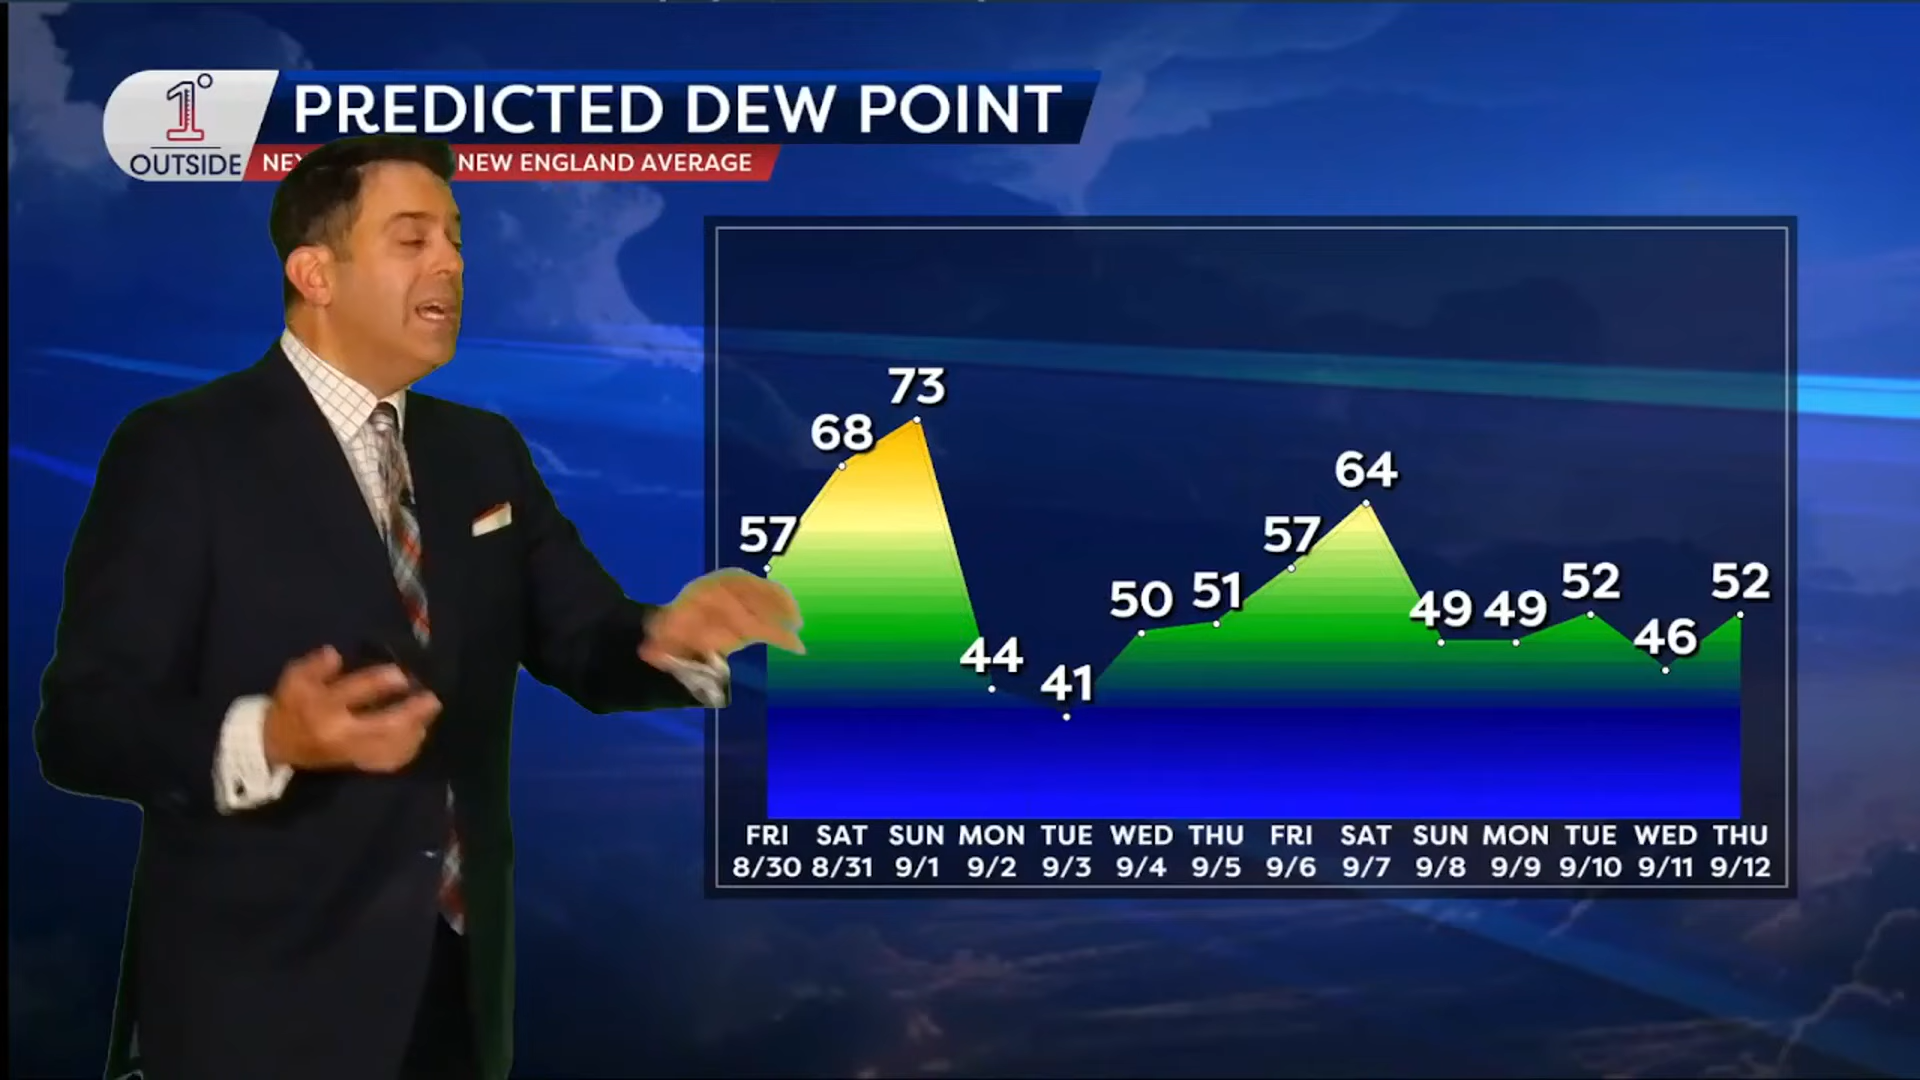 1°
OUTSIDE
PREDICTED DEW POINT
NEW ENGLAND AVERAGE
57 68 73 44 41 50 51 57 64 49 49 52 46 52
FRI SAT SUN MON TUE WED THU FRI SAT SUN MON TUE WED THU
8/30 8/31 9/1 9/2 9/3 9/4 9/5 9/6 9/7 9/8 9/9 9/10 9/11 9/12